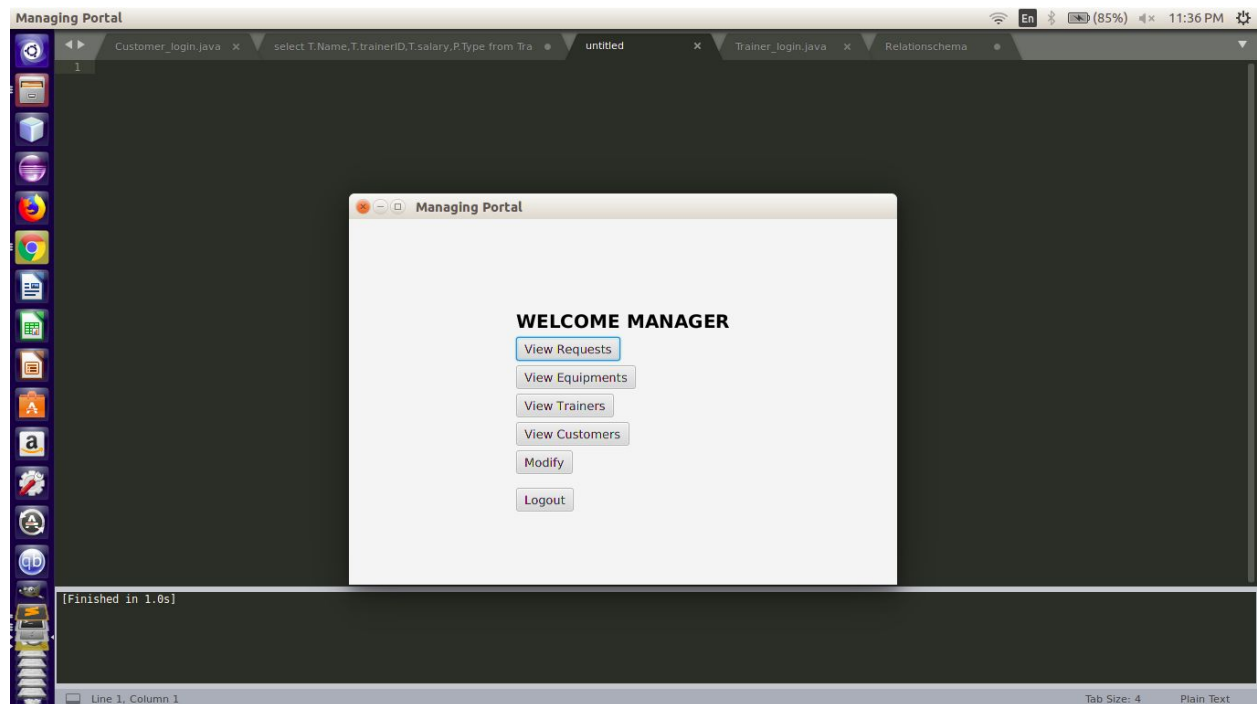 Managing Portal
En (85%) 11:36 PM
Customer_login.java x select T.Name,T.trainerID,T.salary,P.Type from Tra untitled x Trainer_login.java x Relationschema
1
Managing Portal
WELCOME MANAGER
View Requests
View Equipments
View Trainers
View Customers
Modify
Logout
a
qb
[Finished in 1.0s]
Line 1, Column 1 Tab Size: 4 Plain Text